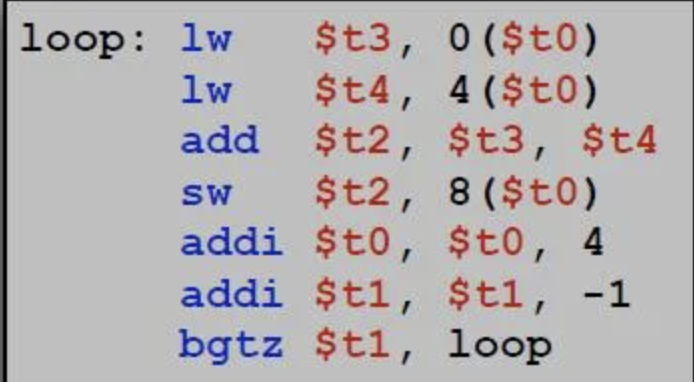 loop: lw $t3, 0($t0)
lw $t4, 4($t0)
add $t2, $t3, $t4
sw $t2, 8($t0)
addi $t0, $t0, 4
addi $t1, $t1, -1
bgtz $t1, loop